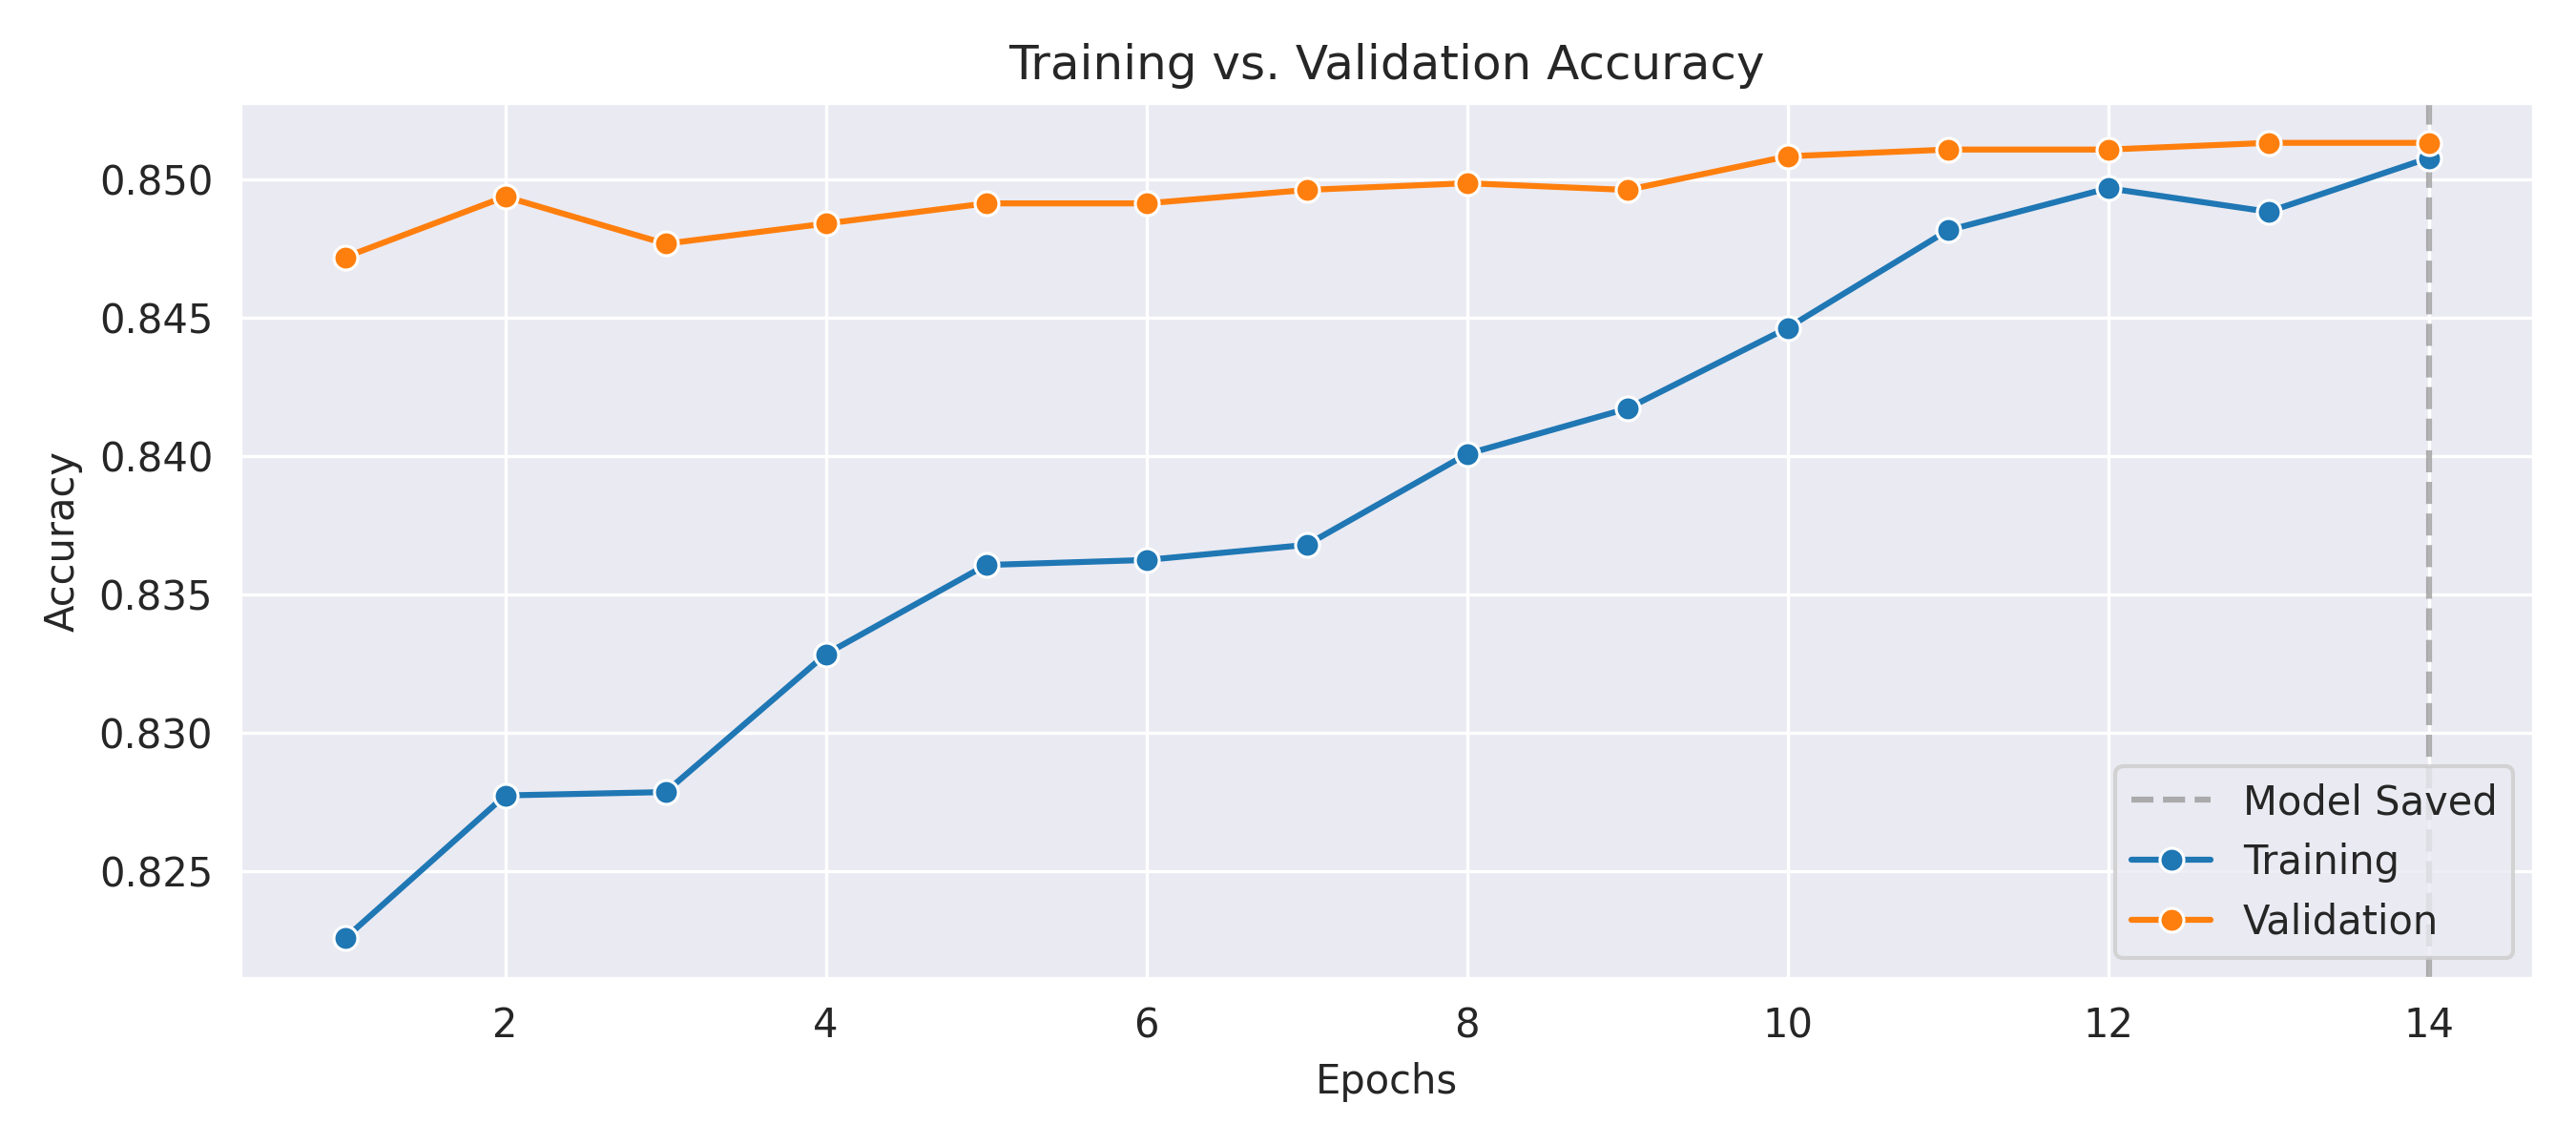 Training vs. Validation Accuracy
Accuracy
0.850
0.845
0.840
0.835
0.830
0.825
Model Saved
Training
Validation
2 4 6 8 10 12 14
Epochs